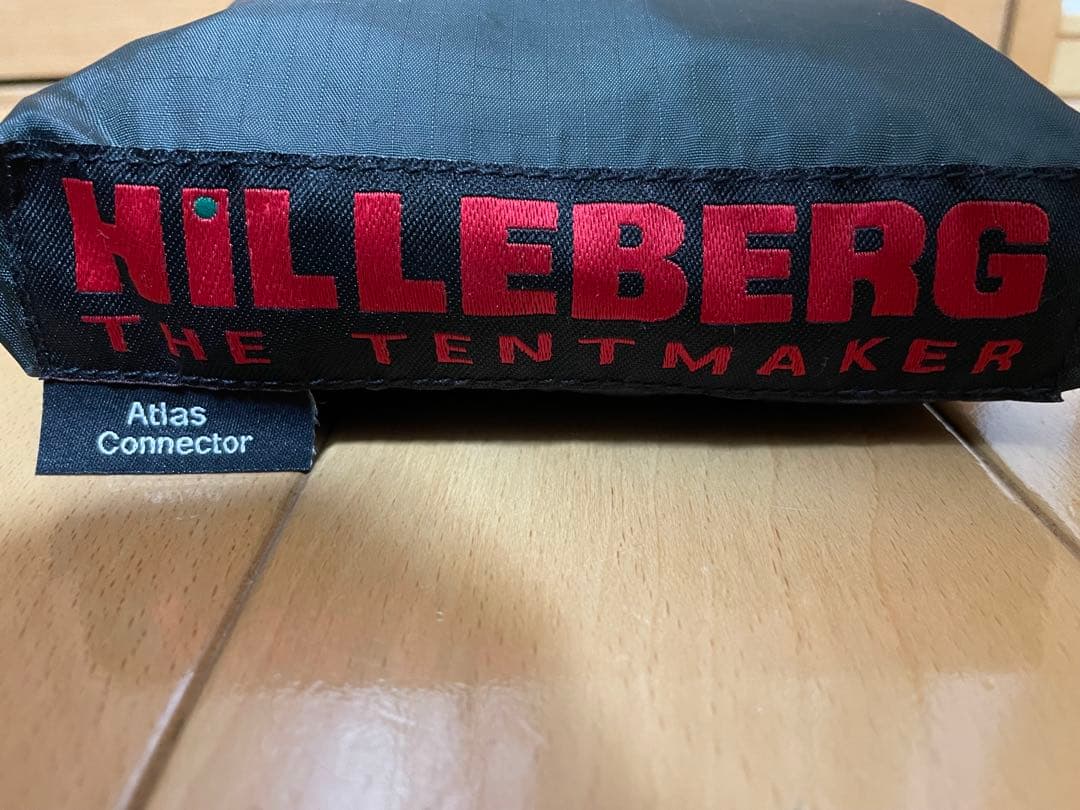 HiLLEBERG
THE TENTMAKER
Atlas
Connector